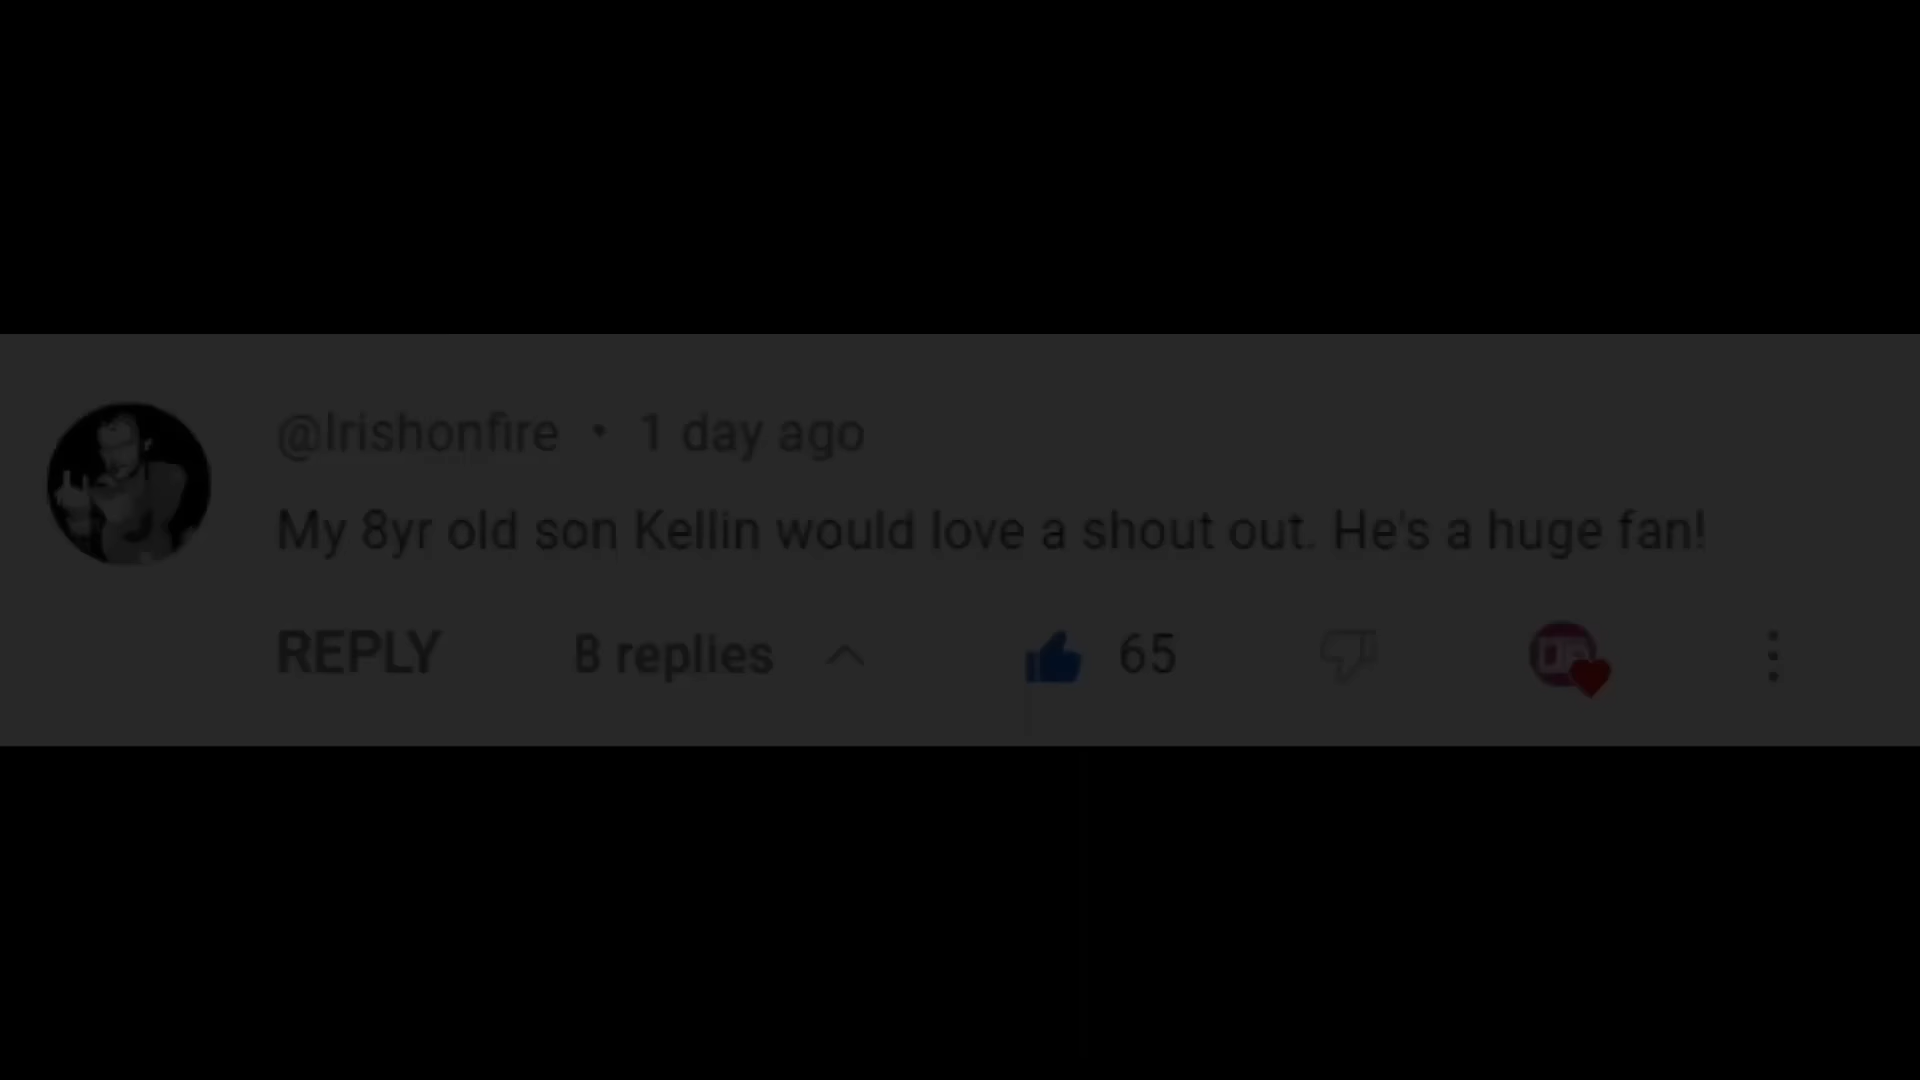 @Irishonfire • 1 day ago
My 8yr old son Kellin would love a shout out. He's a huge fan!
REPLY 8 replies 65